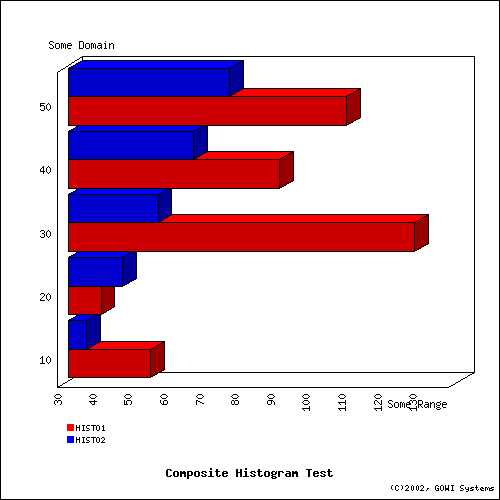 Some Domain
50
40
30
20
10
30 40 50 60 70 80 90 100 110 120 130
Some Range
HIST01
HIST02
Composite Histogram Test
(C)2002, GOWI Systems